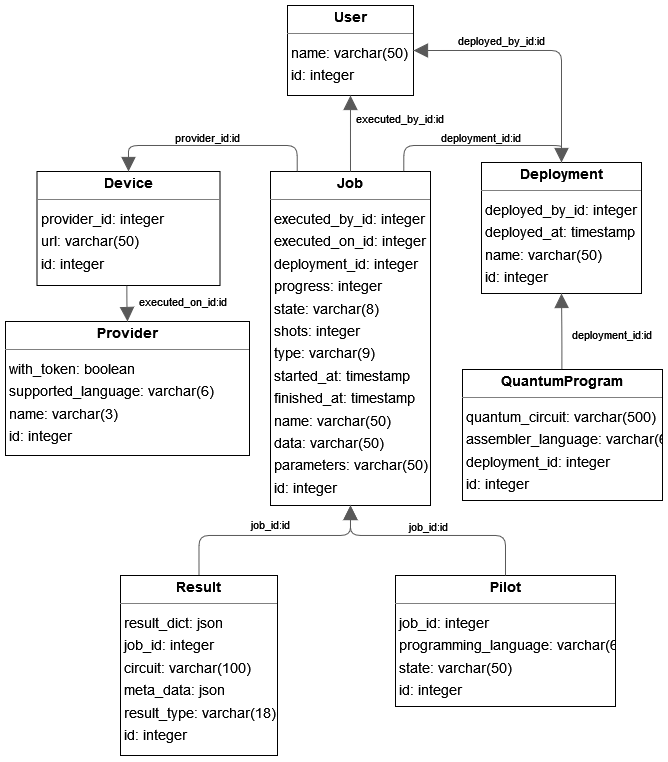 User
name: varchar(50)
id: integer
deployed_by_id:id
executed_by_id:id
provider_id:id
deployment_id:id
Device
provider_id: integer
url: varchar(50)
id: integer
Job
executed_by_id: integer
executed_on_id: integer
deployment_id: integer
progress: integer
state: varchar(8)
shots: integer
type: varchar(9)
started_at: timestamp
finished_at: timestamp
name: varchar(50)
data: varchar(50)
parameters: varchar(50)
id: integer
Deployment
deployed_by_id: integer
deployed_at: timestamp
name: varchar(50)
id: integer
executed_on_id:id
Provider
with_token: boolean
supported_language: varchar(6)
name: varchar(3)
id: integer
deployment_id:id
QuantumProgram
quantum_circuit: varchar(500)
assembler_language: varchar(6
deployment_id: integer
id: integer
job_id:id
job_id:id
Result
result_dict: json
job_id: integer
circuit: varchar(100)
meta_data: json
result_type: varchar(18)
id: integer
Pilot
job_id: integer
programming_language: varchar(6
state: varchar(50)
id: integer